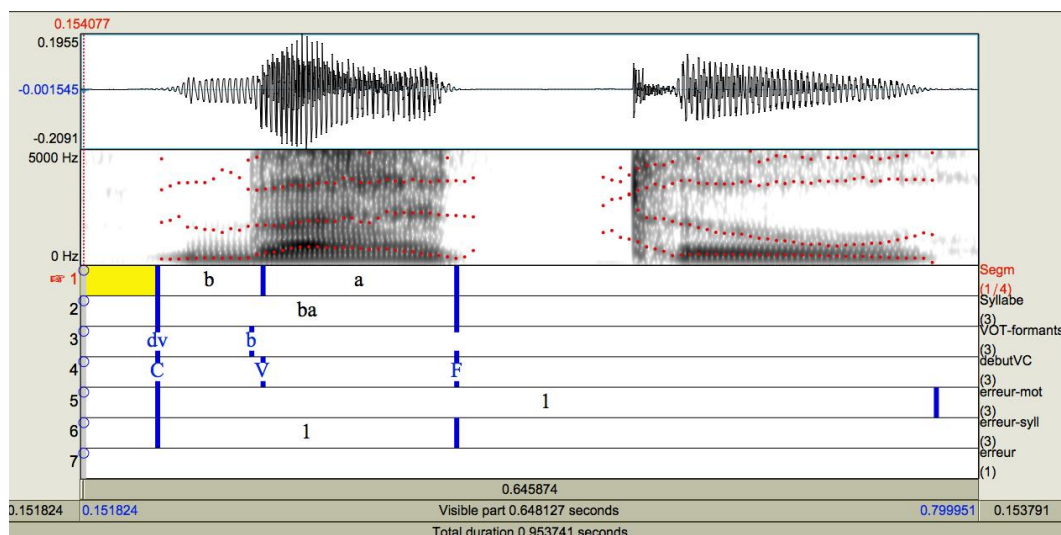 0.154077
0.1955
-0.001545
-0.2091
5000 Hz
0 Hz
☞ 1 b a Segm
(1/4)
2 ba Syllabe
(3)
3 dv b VOT-formants
(3)
4 C V F debutVC
(3)
5 1 erreur-mot
(3)
6 1 erreur-syll
(3)
7 erreur
(1)
0.645874
0.151824 0.151824 Visible part 0.648127 seconds 0.799951 0.153791
Total duration 0.953741 seconds